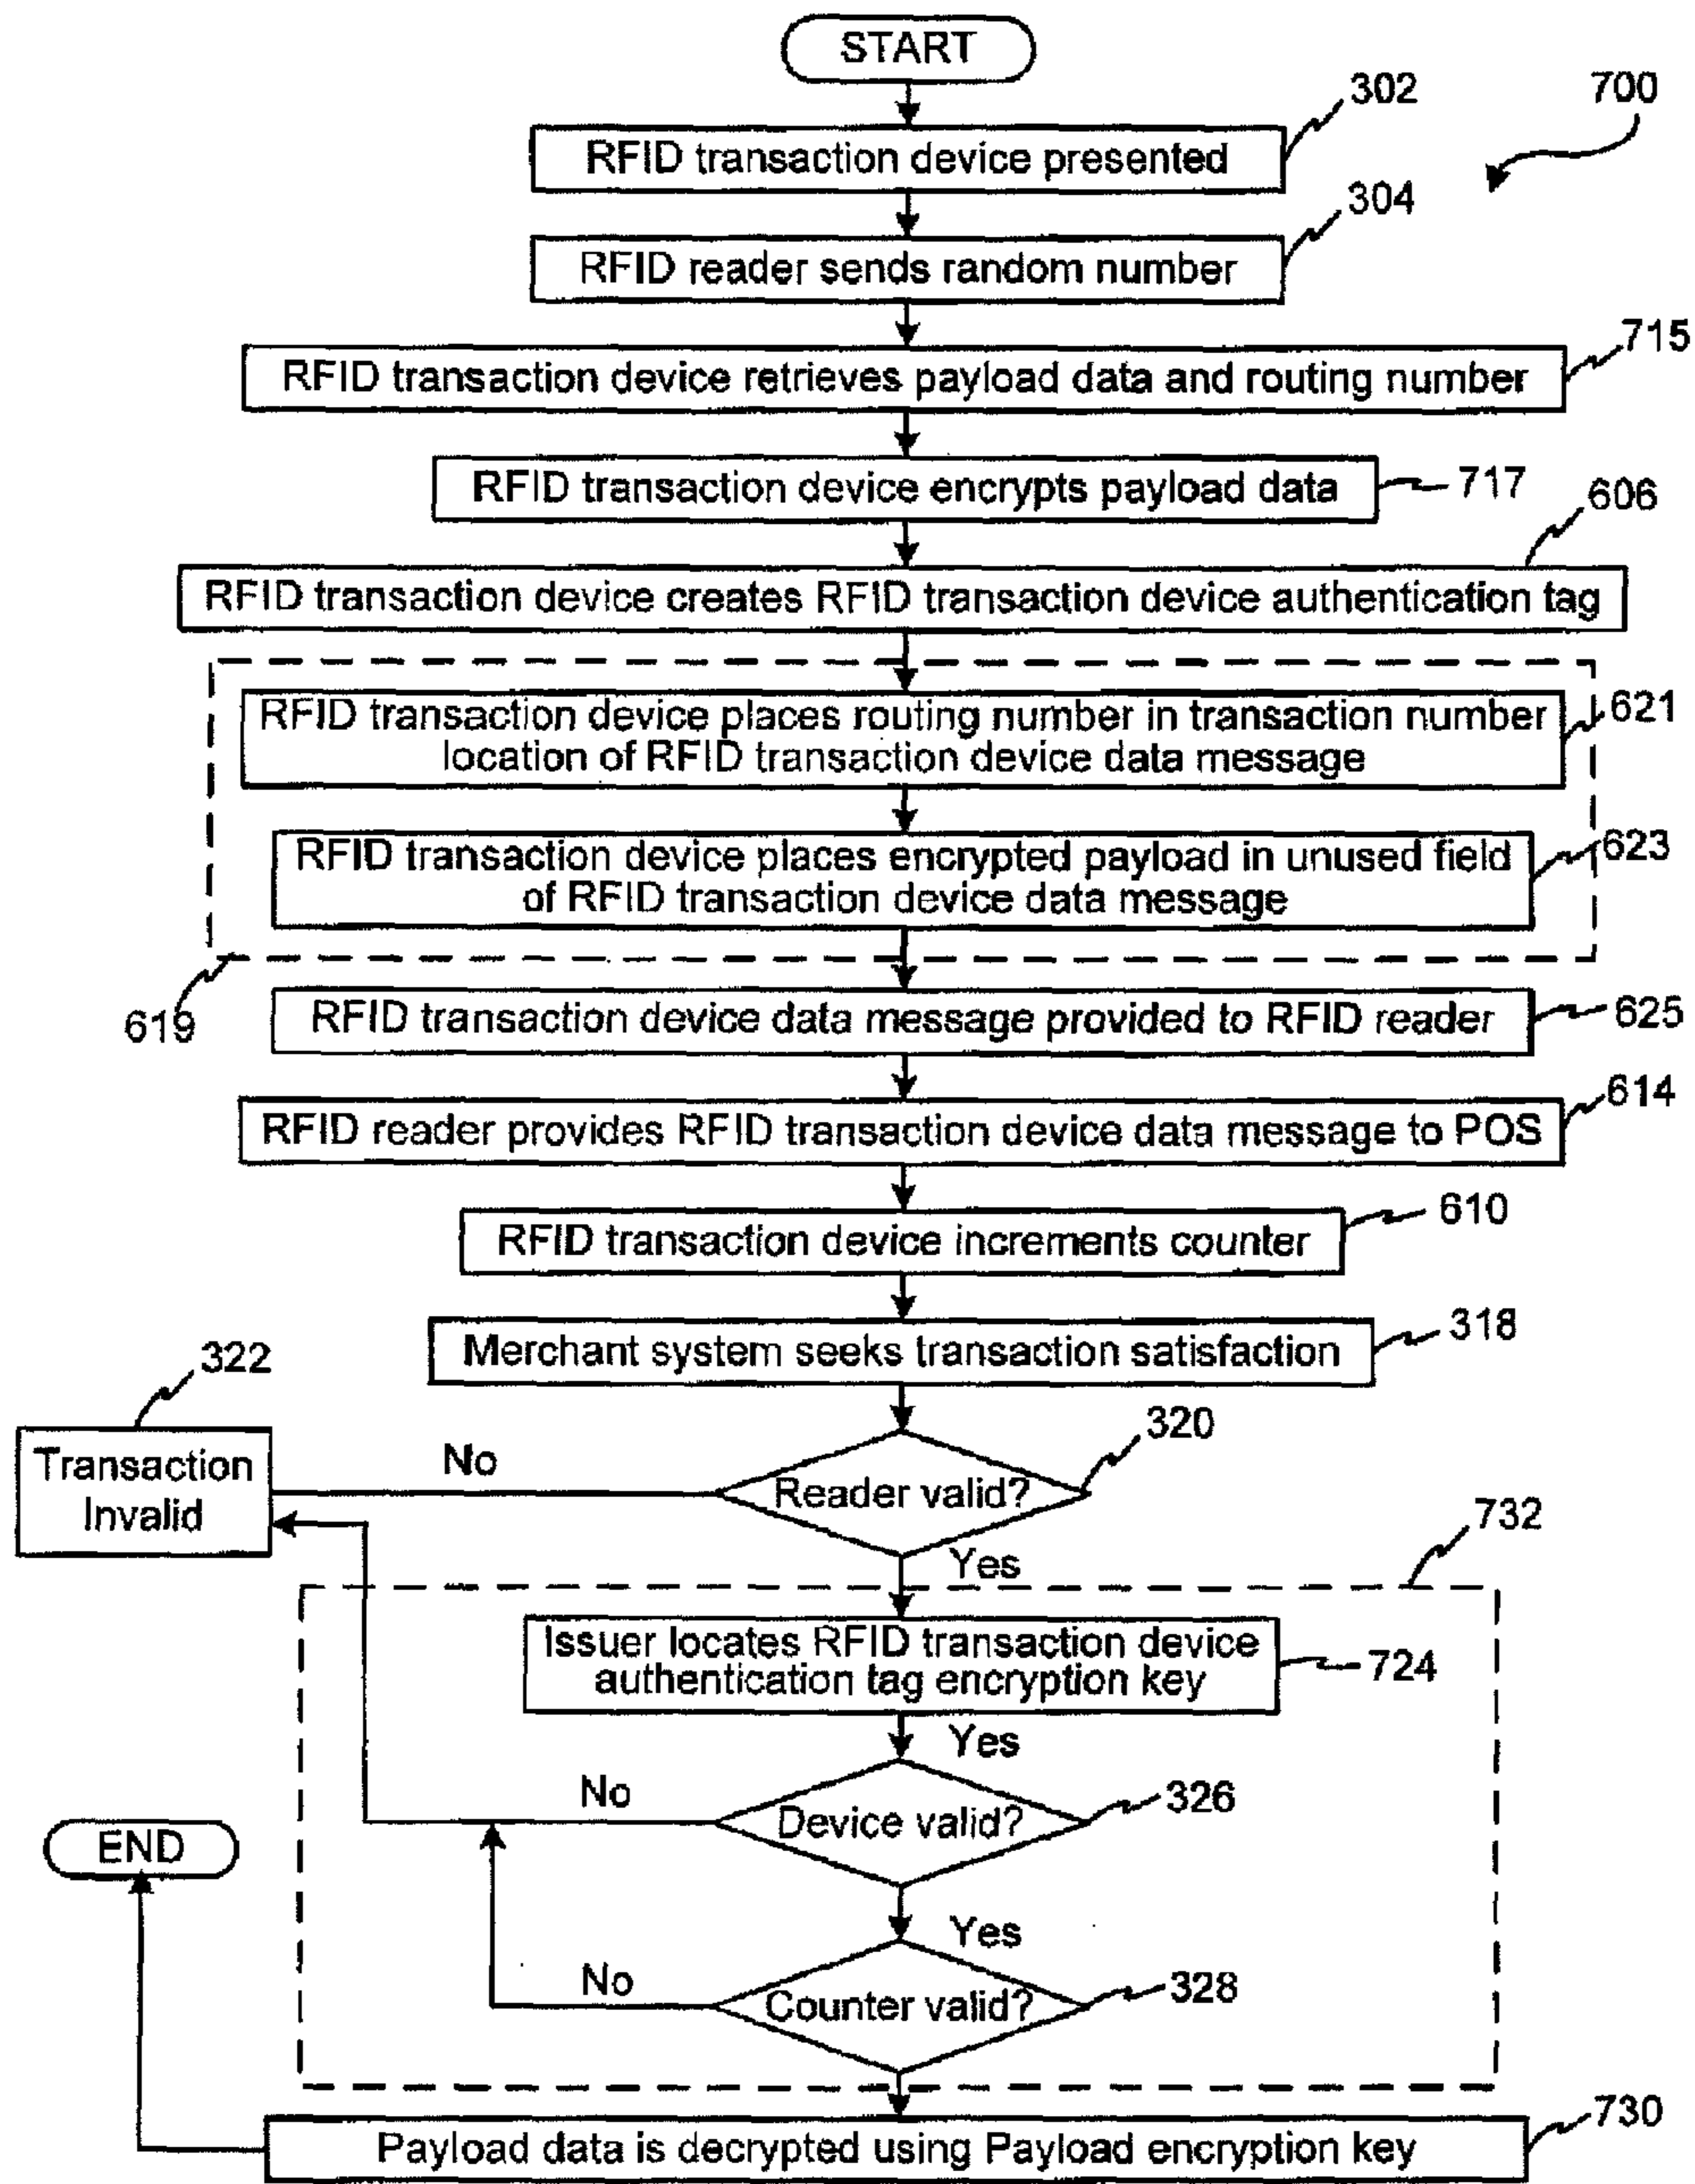 START
302
700
RFID transaction device presented
304
RFID reader sends random number
715
RFID transaction device retrieves payload data and routing number
RFID transaction device encrypts payload data
717
606
RFID transaction device creates RFID transaction device authentication tag
RFID transaction device places routing number in transaction number
location of RFID transaction device data message
621
RFID transaction device places encrypted payload in unused field
of RFID transaction device data message
623
619
RFID transaction device data message provided to RFID reader
625
614
RFID reader provides RFID transaction device data message to POS
610
RFID transaction device increments counter
318
Merchant system seeks transaction satisfaction
322
320
Transaction
Invalid
No
Reader valid?
Yes
732
Issuer locates RFID transaction device
authentication tag encryption key
724
Yes
No
Device valid?
326
END
Yes
No
Counter valid?
328
730
Payload data is decrypted using Payload encryption key